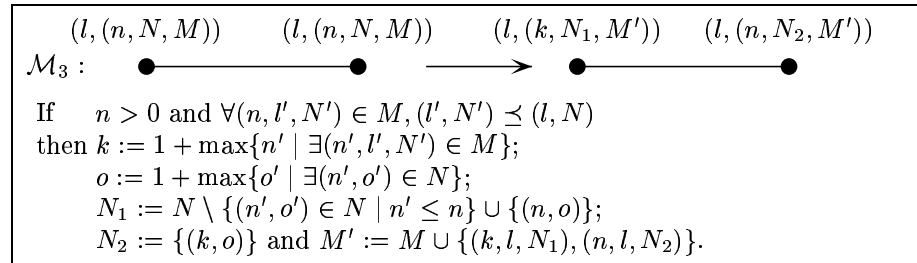 (l, (n, N, M)) (l, (n, N, M)) (l, (k, N₁, M′)) (l, (n, N₂, M′))
ℳ₃ :
If n > 0 and ∀(n, l′, N′) ∈ M, (l′, N′) ⪯ (l, N)
then k := 1 + max{n′ | ∃(n′, l′, N′) ∈ M};
o := 1 + max{o′ | ∃(n′, o′) ∈ N};
N₁ := N \ {(n′, o′) ∈ N | n′ ≤ n} ∪ {(n, o)};
N₂ := {(k, o)} and M′ := M ∪ {(k, l, N₁), (n, l, N₂)}.